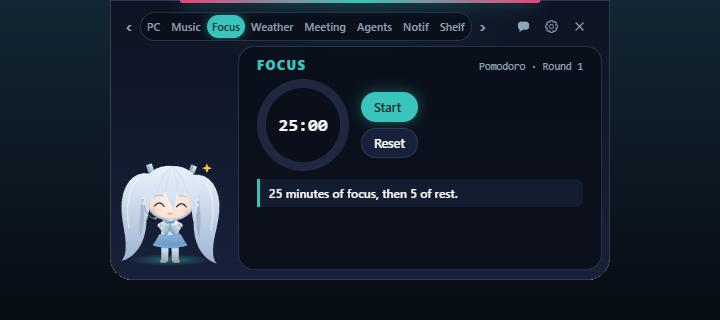 ‹ PC Music Focus Weather Meeting Agents Notif Shelf ›
FOCUS
Pomodoro · Round 1
25:00
Start
Reset
25 minutes of focus, then 5 of rest.